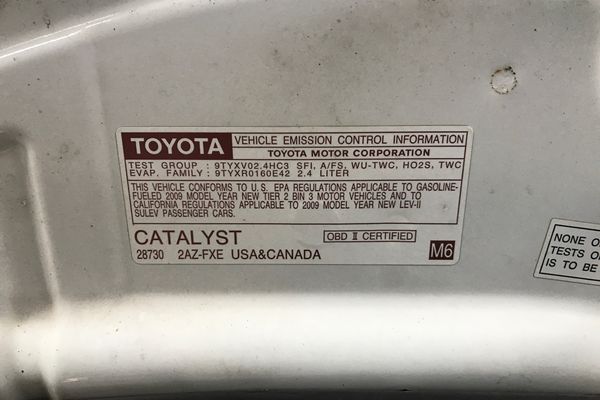 TOYOTA VEHICLE EMISSION CONTROL INFORMATION
TOYOTA MOTOR CORPORATION
TEST GROUP : 9TYXV02.4HC3 SFI, A/FS, WU-TWC, HO2S, TWC
EVAP. FAMILY : 9TYXR0160E42 2.4 LITER
THIS VEHICLE CONFORMS TO U.S. EPA REGULATIONS APPLICABLE TO GASOLINE-
FUELED 2009 MODEL YEAR NEW TIER 2 BIN 3 MOTOR VEHICLES AND TO
CALIFORNIA REGULATIONS APPLICABLE TO 2009 MODEL YEAR NEW LEV-II
SULEV PASSENGER CARS.
CATALYST OBD II CERTIFIED
28730 2AZ-FXE USA&CANADA M6
NONE O
TESTS O
IS TO BE